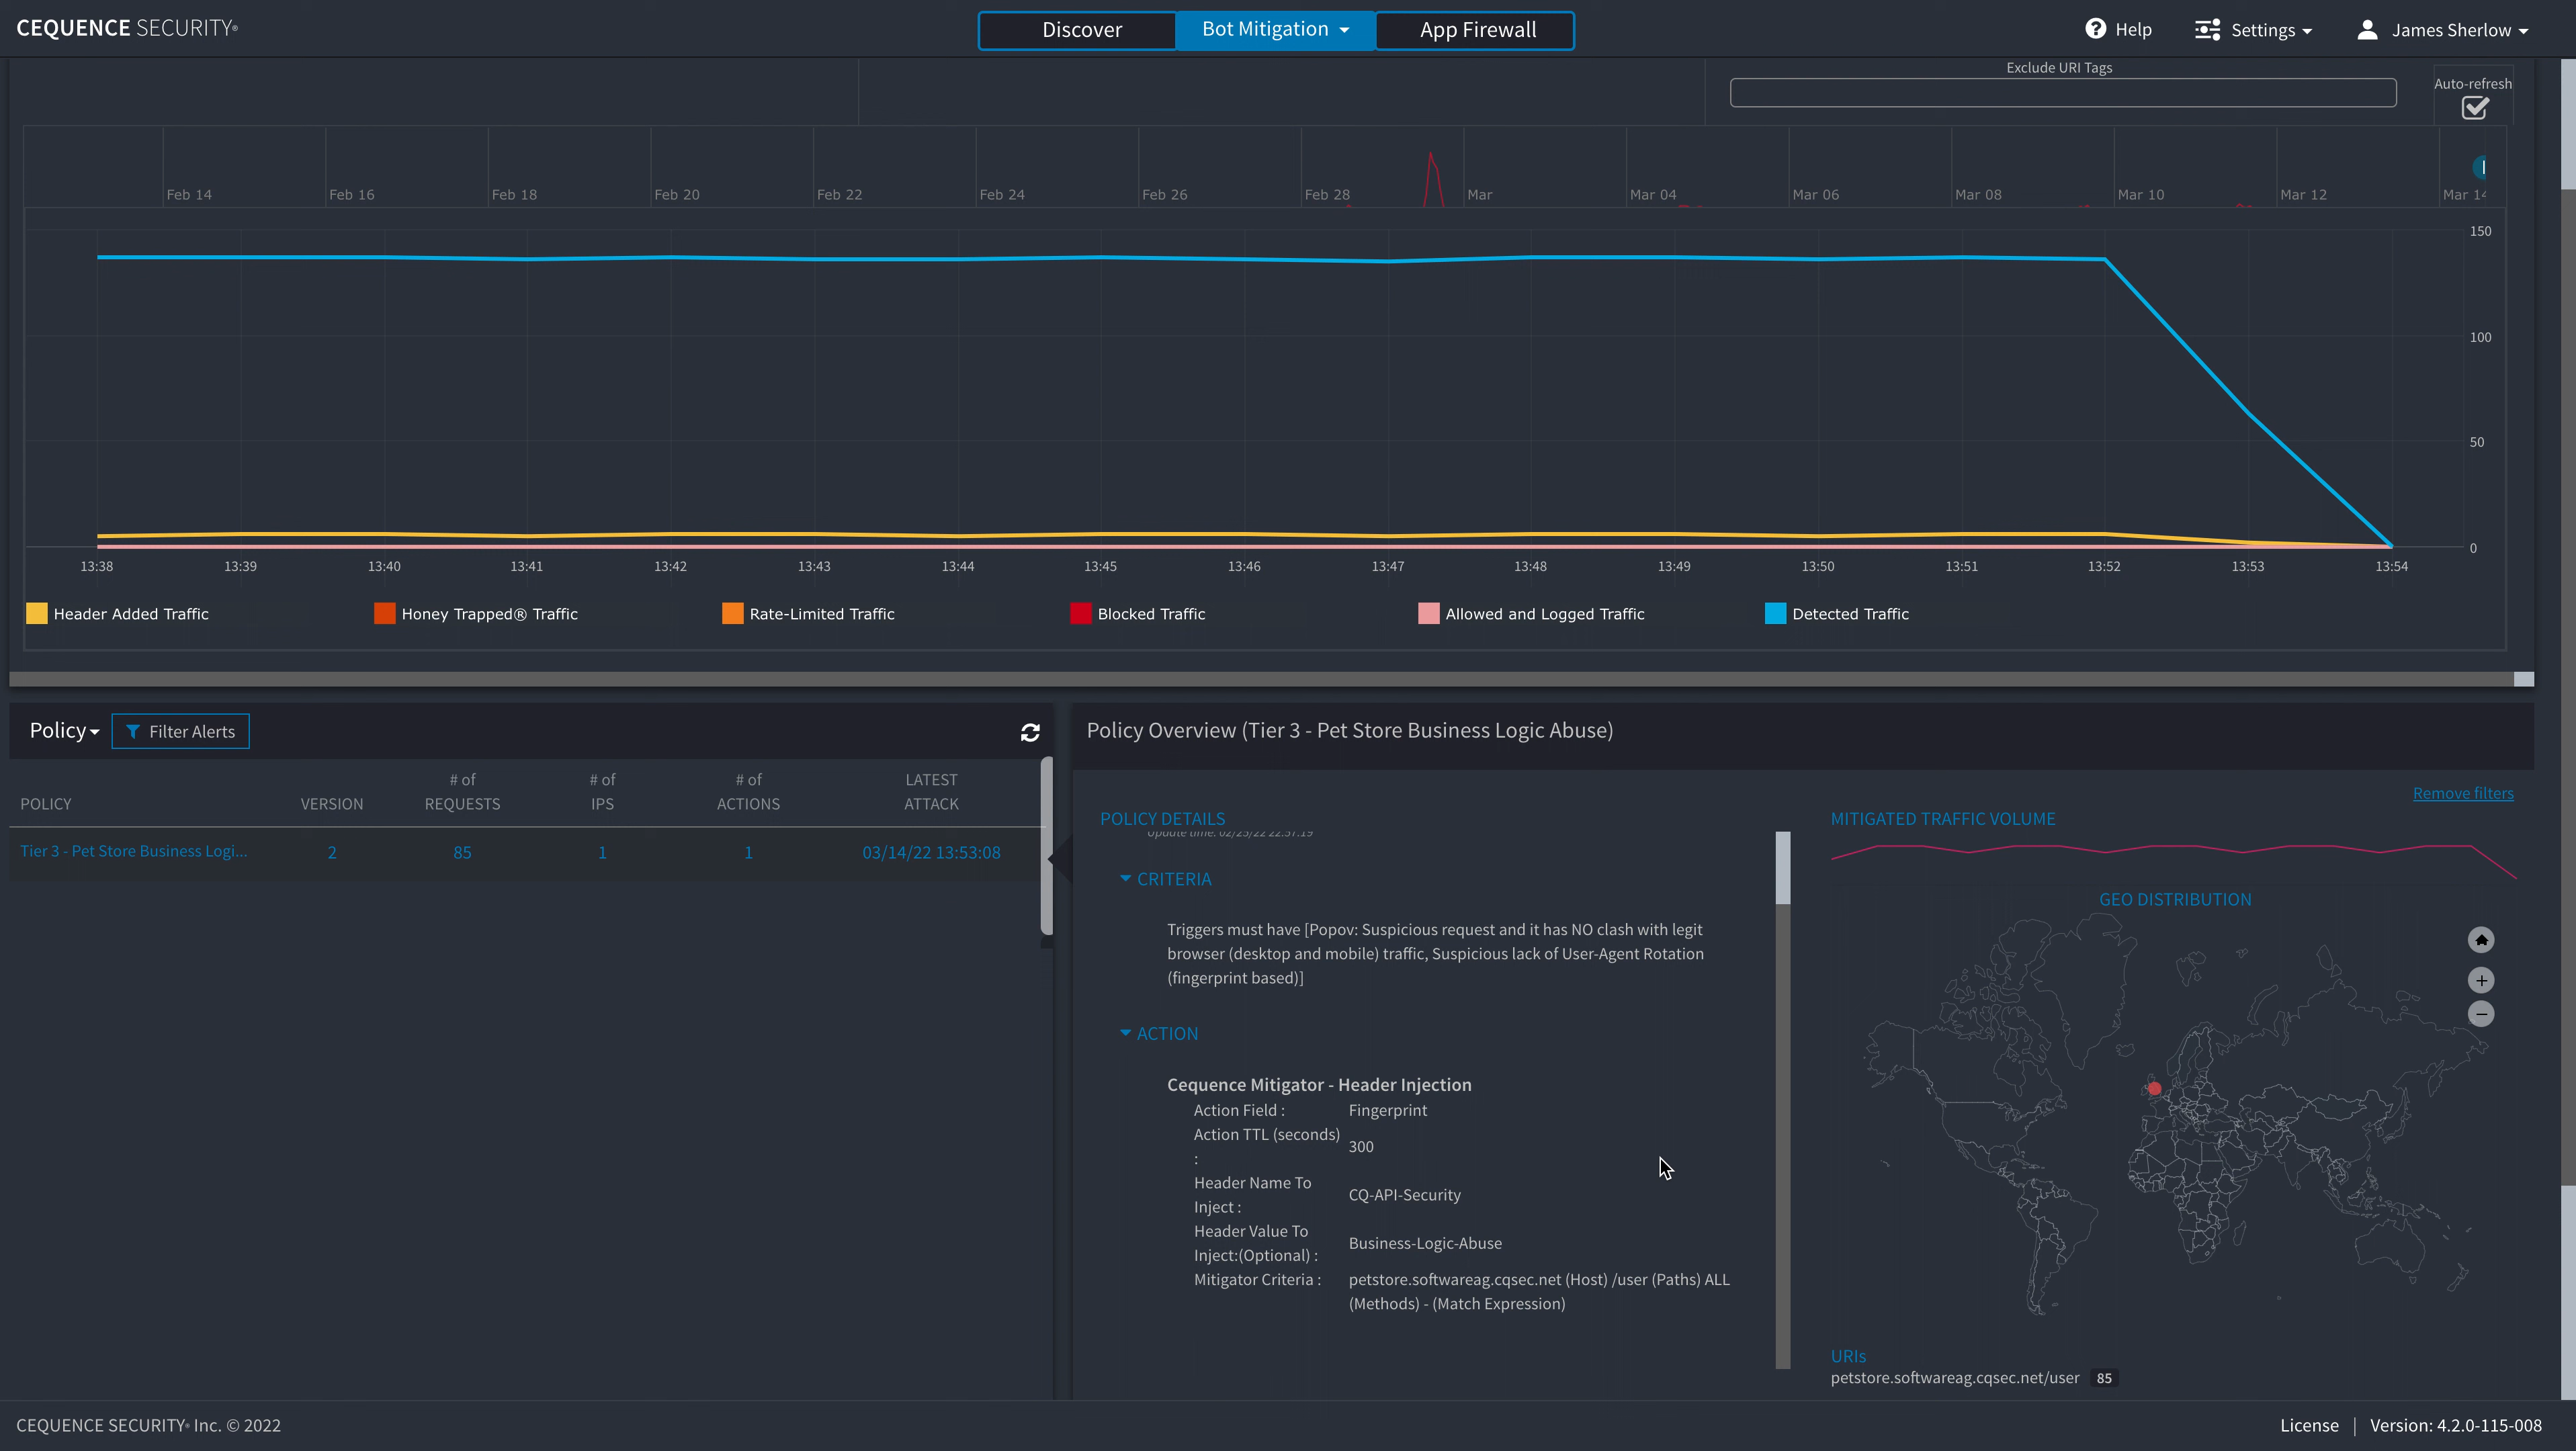 CEQUENCE SECURITY®
Discover
Bot Mitigation
App Firewall
Help
Settings
James Sherlow
Exclude URI Tags
Auto-refresh
Feb 14
Feb 16
Feb 18
Feb 20
Feb 22
Feb 24
Feb 26
Feb 28
Mar
Mar 04
Mar 06
Mar 08
Mar 10
Mar 12
Mar 14
150
100
50
0
13:38
13:39
13:40
13:41
13:42
13:43
13:44
13:45
13:46
13:47
13:48
13:49
13:50
13:51
13:52
13:53
13:54
Header Added Traffic
Honey Trapped® Traffic
Rate-Limited Traffic
Blocked Traffic
Allowed and Logged Traffic
Detected Traffic
Policy
Filter Alerts
POLICY
VERSION
# of
REQUESTS
# of
IPS
# of
ACTIONS
LATEST
ATTACK
Tier 3 - Pet Store Business Logi...
2
85
1
1
03/14/22 13:53:08
Policy Overview (Tier 3 - Pet Store Business Logic Abuse)
Remove filters
POLICY DETAILS
Update time: 02/25/22 22:57:19
CRITERIA
Triggers must have [Popov: Suspicious request and it has NO clash with legit
browser (desktop and mobile) traffic, Suspicious lack of User-Agent Rotation
(fingerprint based)]
ACTION
Cequence Mitigator - Header Injection
Action Field : Fingerprint
Action TTL (seconds)
: 300
Header Name To
Inject : CQ-API-Security
Header Value To
Inject:(Optional) : Business-Logic-Abuse
Mitigator Criteria : petstore.softwareag.cqsec.net (Host) /user (Paths) ALL
(Methods) - (Match Expression)
MITIGATED TRAFFIC VOLUME
GEO DISTRIBUTION
URIs
petstore.softwareag.cqsec.net/user 85
CEQUENCE SECURITY® Inc. © 2022
License | Version: 4.2.0-115-008